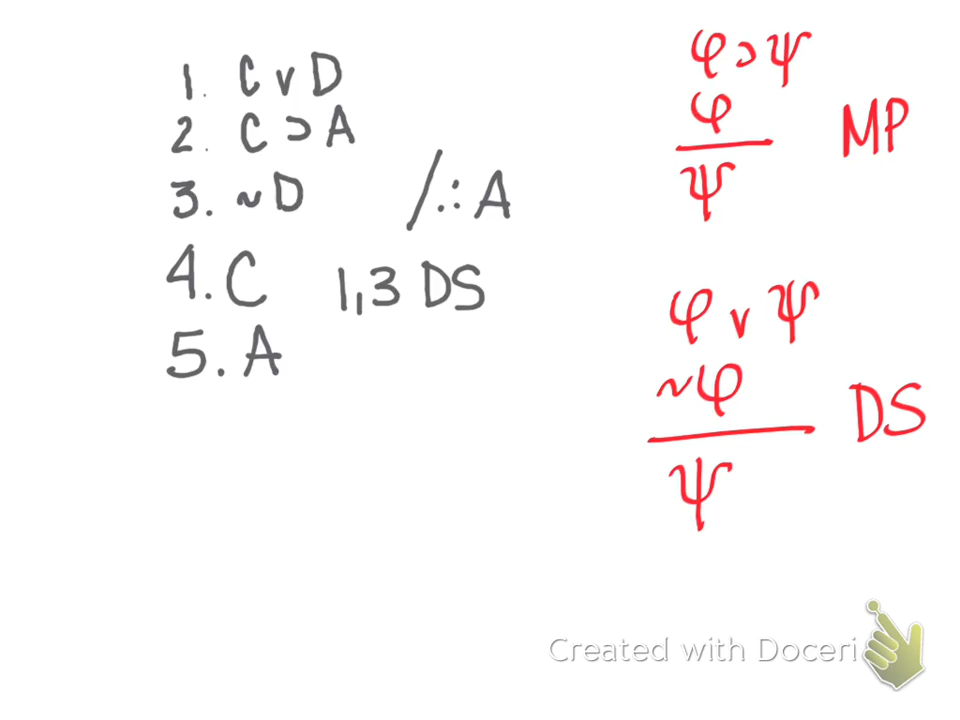 1. C v D
2. C ⊃ A
3. ~D /∴ A
4. C 1,3 DS
5. A
φ ⊃ ψ
φ
ψ MP
φ v ψ
~φ
ψ DS
Created with Doceri